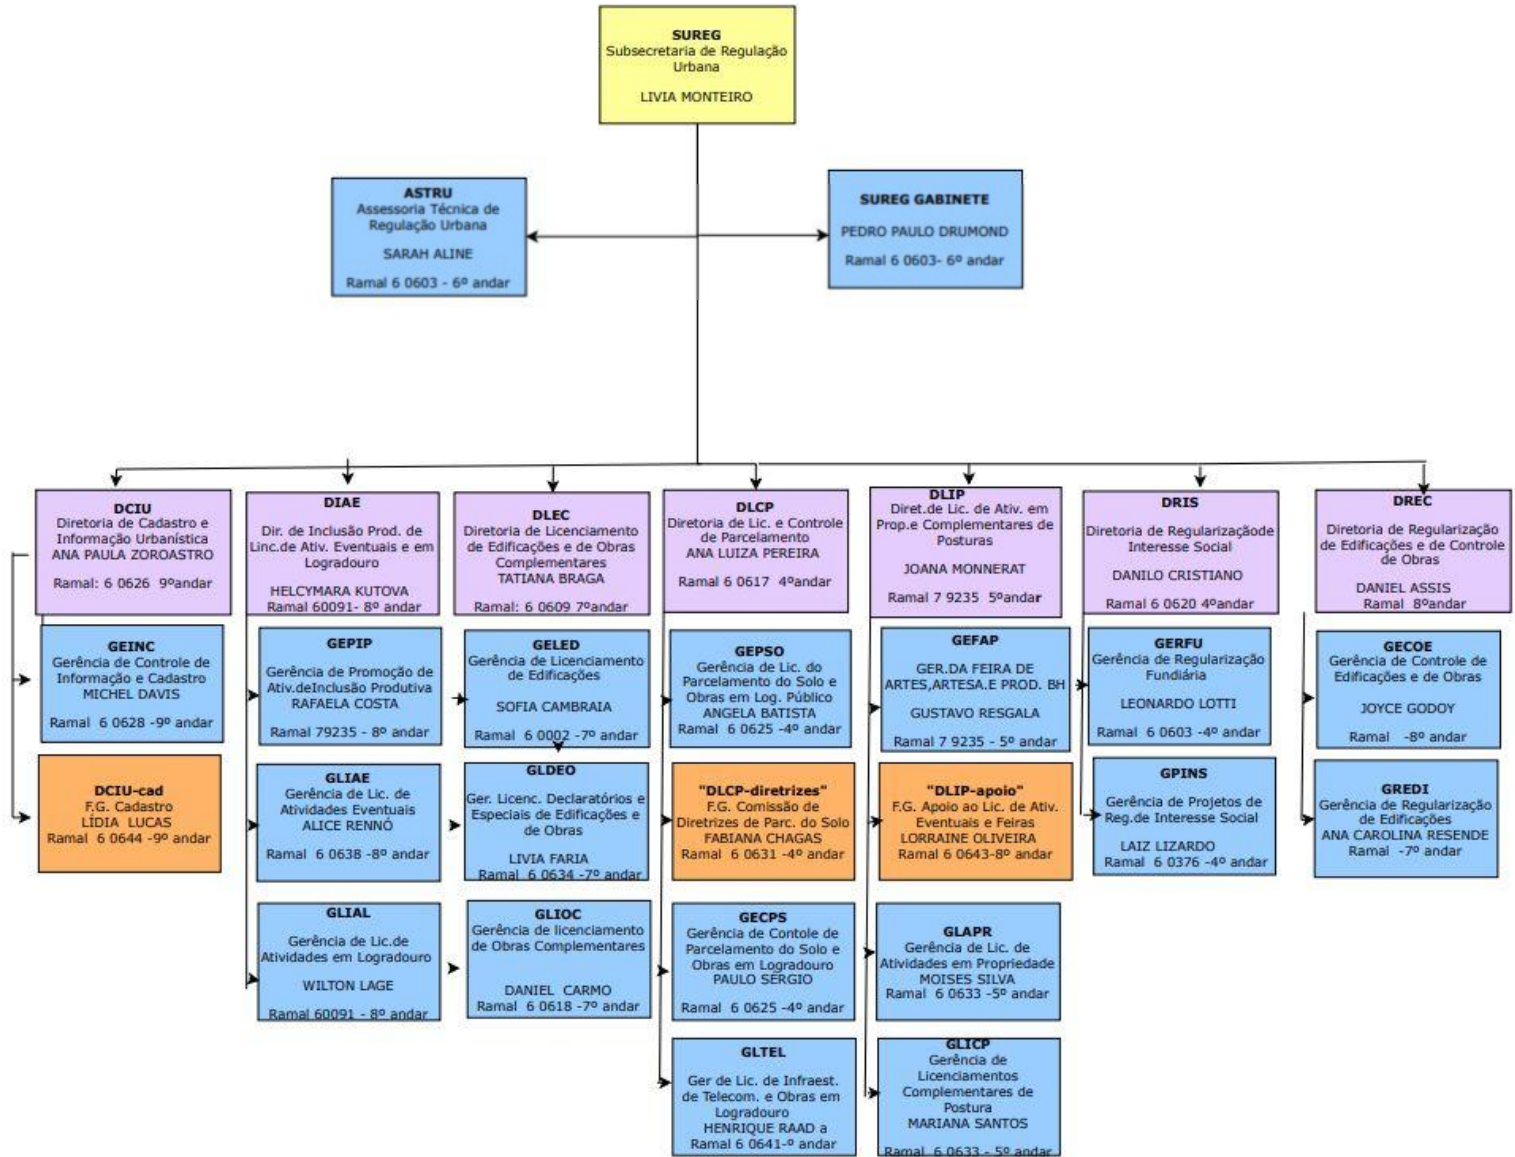 SUREG
Subsecretaria de Regulação
Urbana
LIVIA MONTEIRO
ASTRU
Assessoria Técnica de
Regulação Urbana
SARAH ALINE
Ramal 6 0603 - 6º andar
SUREG GABINETE
PEDRO PAULO DRUMOND
Ramal 6 0603- 6º andar
DCIU
Diretoria de Cadastro e
Informação Urbanística
ANA PAULA ZOROASTRO
Ramal: 6 0626 9ºandar
DIAE
Dir. de Inclusão Prod. de
Linc.de Ativ. Eventuais e em
Logradouro
HELCYMARA KUTOVA
Ramal 60091- 8º andar
DLEC
Diretoria de Licenciamento
de Edificações e de Obras
Complementares
TATIANA BRAGA
Ramal: 6 0609 7ºandar
DLCP
Diretoria de Lic. e Controle
de Parcelamento
ANA LUIZA PEREIRA
Ramal 6 0617 4ºandar
DLIP
Diret.de Lic. de Ativ. em
Prop.e Complementares de
Posturas
JOANA MONNERAT
Ramal 7 9235 5ºandar
DRIS
Diretoria de Regularizaçãode
Interesse Social
DANILO CRISTIANO
Ramal 6 0620 4ºandar
DREC
Diretoria de Regularização
de Edificações e de Controle
de Obras
DANIEL ASSIS
Ramal 8ºandar
GEINC
Gerência de Controle de
Informação e Cadastro
MICHEL DAVIS
Ramal 6 0628 -9º andar
GEPIP
Gerência de Promoção de
Ativ.deInclusão Produtiva
RAFAELA COSTA
Ramal 79235 - 8º andar
GELED
Gerência de Licenciamento
de Edificações
SOFIA CAMBRAIA
Ramal 6 0002 -7º andar
GEPSO
Gerência de Lic. do
Parcelamento do Solo e
Obras em Log. Público
ANGELA BATISTA
Ramal 6 0625 -4º andar
GEFAP
GER.DA FEIRA DE
ARTES,ARTESA.E PROD. BH
GUSTAVO RESGALA
Ramal 7 9235 - 5º andar
GERFU
Gerência de Regularização
Fundiária
LEONARDO LOTTI
Ramal 6 0603 -4º andar
GECOE
Gerência de Controle de
Edificações e de Obras
JOYCE GODOY
Ramal -8º andar
DCIU-cad
F.G. Cadastro
LÍDIA LUCAS
Ramal 6 0644 -9º andar
GLIAE
Gerência de Lic. de
Atividades Eventuais
ALICE RENNÓ
Ramal 6 0638 -8º andar
GLDEO
Ger. Licenc. Declaratórios e
Especiais de Edificações e
de Obras
LIVIA FARIA
Ramal 6 0634 -7º andar
"DLCP-diretrizes"
F.G. Comissão de
Diretrizes de Parc. do Solo
FABIANA CHAGAS
Ramal 6 0631 -4º andar
"DLIP-apoio"
F.G. Apoio ao Lic. de Ativ.
Eventuais e Feiras
LORRAINE OLIVEIRA
Ramal 6 0643-8º andar
GPINS
Gerência de Projetos de
Reg.de Interesse Social
LAIZ LIZARDO
Ramal 6 0376 -4º andar
GREDI
Gerência de Regularização
de Edificações
ANA CAROLINA RESENDE
Ramal -7º andar
GLIAL
Gerência de Lic.de
Atividades em Logradouro
WILTON LAGE
Ramal 60091 - 8º andar
GLIOC
Gerência de licenciamento
de Obras Complementares
DANIEL CARMO
Ramal 6 0618 -7º andar
GECPS
Gerência de Contole de
Parcelamento do Solo e
Obras em Logradouro
PAULO SÉRGIO
Ramal 6 0625 -4º andar
GLAPR
Gerência de Lic. de
Atividades em Propriedade
MOISES SILVA
Ramal 6 0633 -5º andar
GLTEL
Ger de Lic. de Infraest.
de Telecom. e Obras em
Logradouro
HENRIQUE RAAD a
Ramal 6 0641-º andar
GLICP
Gerência de
Licenciamentos
Complementares de
Postura
MARIANA SANTOS
Ramal 6 0633 - 5º andar